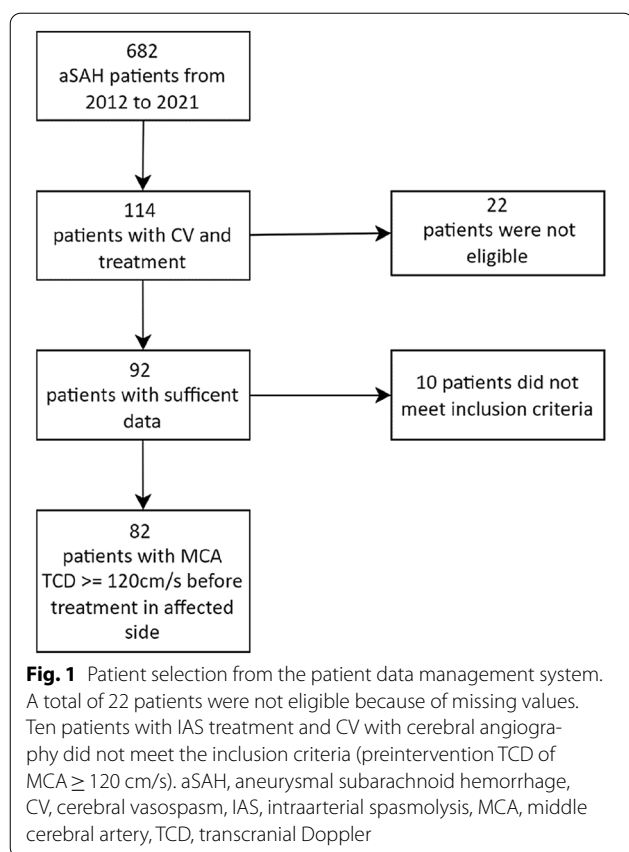 682
aSAH patients from
2012 to 2021
114
patients with CV and
treatment
22
patients were not
eligible
92
patients with sufficent
data
10 patients did not
meet inclusion criteria
82
patients with MCA
TCD >= 120cm/s before
treatment in affected
side
Fig. 1 Patient selection from the patient data management system.
A total of 22 patients were not eligible because of missing values.
Ten patients with IAS treatment and CV with cerebral angiogra-
phy did not meet the inclusion criteria (preintervention TCD of
MCA ≥ 120 cm/s). aSAH, aneurysmal subarachnoid hemorrhage,
CV, cerebral vasospasm, IAS, intraarterial spasmolysis, MCA, middle
cerebral artery, TCD, transcranial Doppler